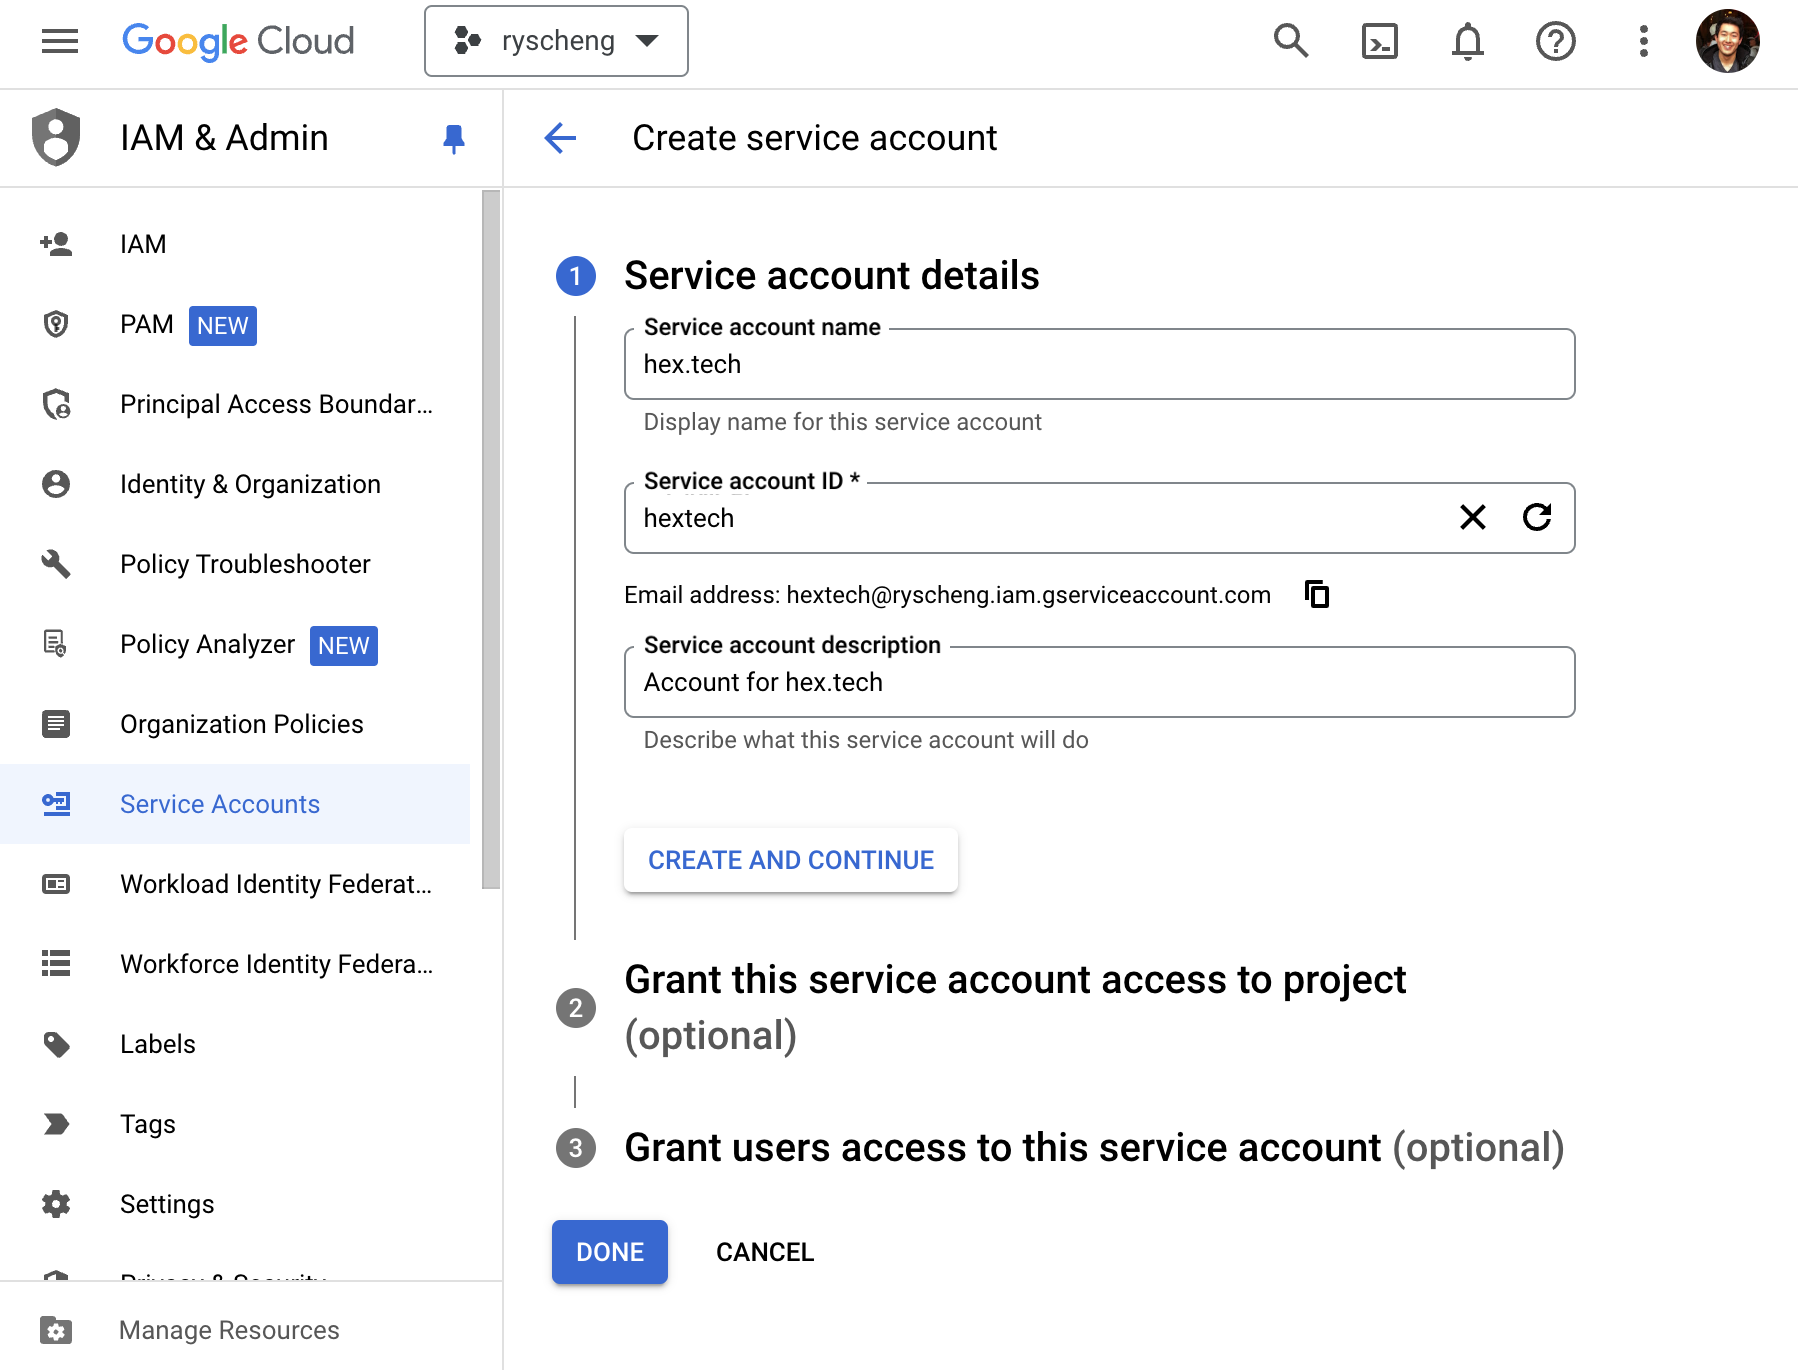 Google Cloud
ryscheng
IAM & Admin
Create service account
IAM
PAM NEW
Principal Access Boundar...
Identity & Organization
Policy Troubleshooter
Policy Analyzer NEW
Organization Policies
Service Accounts
Workload Identity Federat...
Workforce Identity Federa...
Labels
Tags
Settings
Privacy & Security
Manage Resources
1 Service account details
Service account name
hex.tech
Display name for this service account
Service account ID *
hextech
Email address: hextech@ryscheng.iam.gserviceaccount.com
Service account description
Account for hex.tech
Describe what this service account will do
CREATE AND CONTINUE
2 Grant this service account access to project
(optional)
3 Grant users access to this service account (optional)
DONE CANCEL